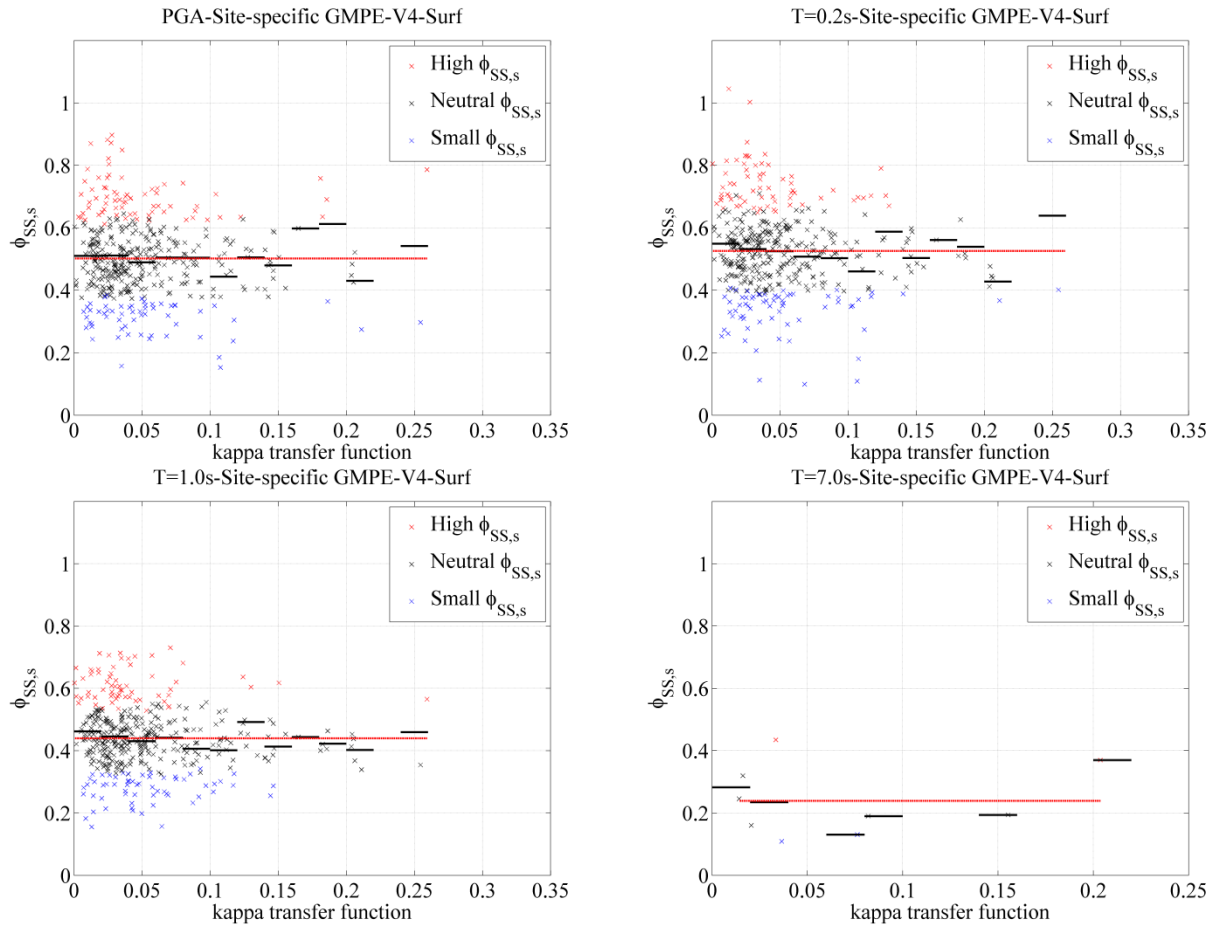 PGA-Site-specific GMPE-V4-Surf
High ϕSS,s
Neutral ϕSS,s
Small ϕSS,s
1
0.8
0.6
0.4
0.2
0
ϕSS,s
0 0.05 0.1 0.15 0.2 0.25 0.3 0.35
kappa transfer function
T=0.2s-Site-specific GMPE-V4-Surf
High ϕSS,s
Neutral ϕSS,s
Small ϕSS,s
1
0.8
0.6
0.4
0.2
0
ϕSS,s
0 0.05 0.1 0.15 0.2 0.25 0.3 0.35
kappa transfer function
T=1.0s-Site-specific GMPE-V4-Surf
High ϕSS,s
Neutral ϕSS,s
Small ϕSS,s
1
0.8
0.6
0.4
0.2
0
ϕSS,s
0 0.05 0.1 0.15 0.2 0.25 0.3 0.35
kappa transfer function
T=7.0s-Site-specific GMPE-V4-Surf
High ϕSS,s
Neutral ϕSS,s
Small ϕSS,s
1
0.8
0.6
0.4
0.2
0
ϕSS,s
0 0.05 0.1 0.15 0.2 0.25
kappa transfer function